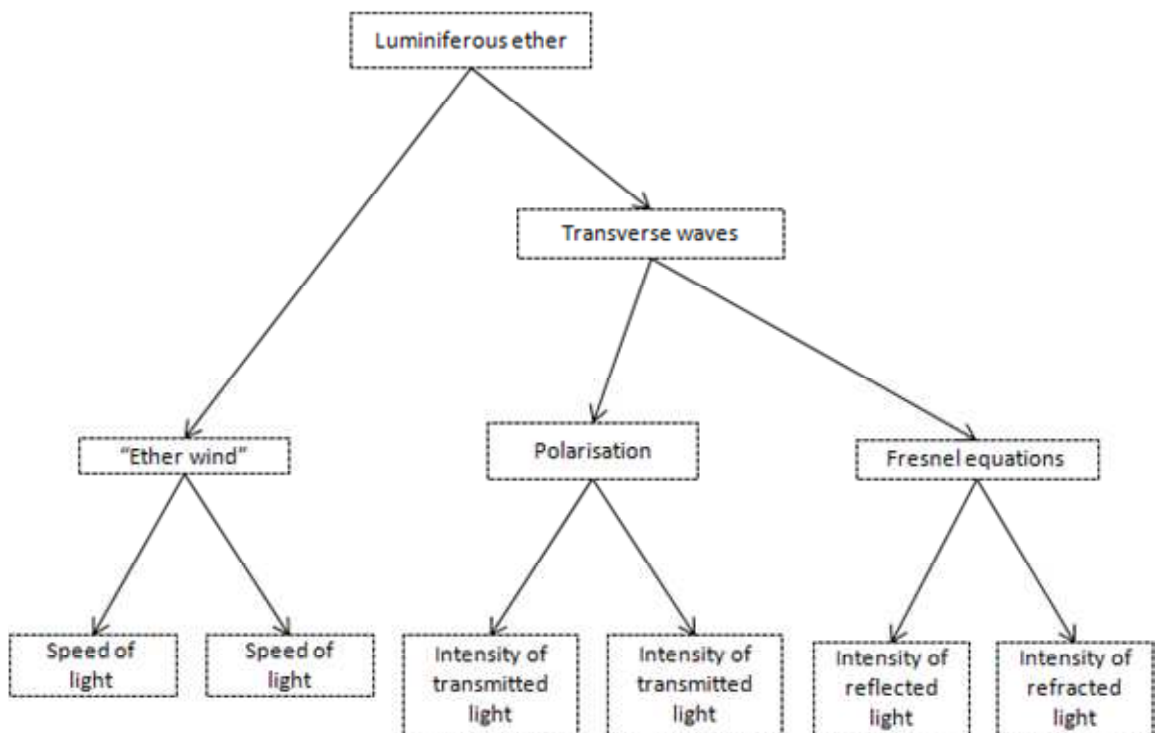 Luminiferous ether
Transverse waves
“Ether wind”
Polarisation
Fresnel equations
Speed of
light
Speed of
light
Intensity of
transmitted
light
Intensity of
transmitted
light
Intensity of
reflected
light
Intensity of
refracted
light